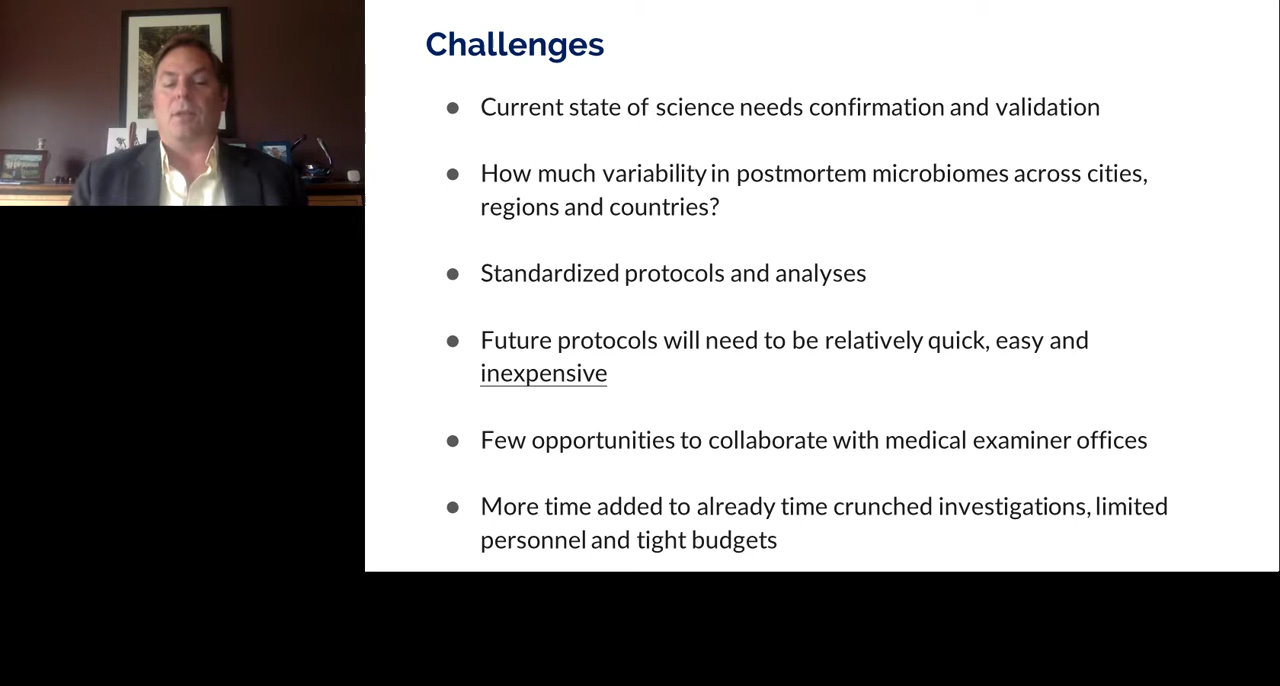 Challenges
● Current state of science needs confirmation and validation
● How much variability in postmortem microbiomes across cities,
regions and countries?
● Standardized protocols and analyses
● Future protocols will need to be relatively quick, easy and
inexpensive
● Few opportunities to collaborate with medical examiner offices
● More time added to already time crunched investigations, limited
personnel and tight budgets